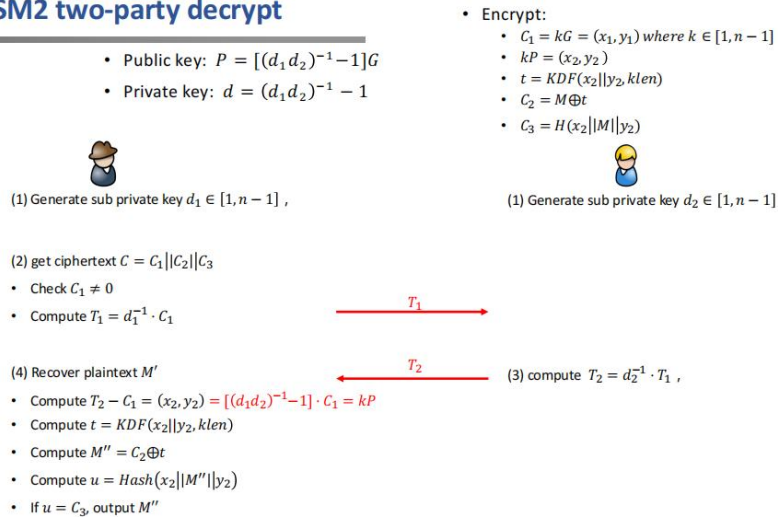 SM2 two-party decrypt
• Public key: P = [(d₁d₂)⁻¹−1]G
• Private key: d = (d₁d₂)⁻¹ − 1
• Encrypt:
• C₁ = kG = (x₁, y₁) where k ∈ [1, n − 1]
• kP = (x₂, y₂)
• t = KDF(x₂||y₂, klen)
• C₂ = M⊕t
• C₃ = H(x₂||M||y₂)
(1) Generate sub private key d₁ ∈ [1, n − 1] ,
(1) Generate sub private key d₂ ∈ [1, n − 1]
(2) get ciphertext C = C₁||C₂||C₃
• Check C₁ ≠ 0
• Compute T₁ = d₁⁻¹ · C₁
T₁
T₂
(3) compute T₂ = d₂⁻¹ · T₁ ,
(4) Recover plaintext M′
• Compute T₂ − C₁ = (x₂, y₂) = [(d₁d₂)⁻¹−1] · C₁ = kP
• Compute t = KDF(x₂||y₂, klen)
• Compute M′′ = C₂⊕t
• Compute u = Hash(x₂||M′′||y₂)
• If u = C₃, output M′′